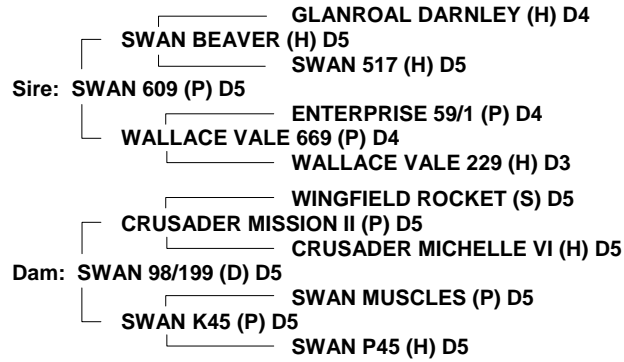 GLANROAL DARNLEY (H) D4
SWAN BEAVER (H) D5
SWAN 517 (H) D5
Sire: SWAN 609 (P) D5
ENTERPRISE 59/1 (P) D4
WALLACE VALE 669 (P) D4
WALLACE VALE 229 (H) D3
WINGFIELD ROCKET (S) D5
CRUSADER MISSION II (P) D5
CRUSADER MICHELLE VI (H) D5
Dam: SWAN 98/199 (D) D5
SWAN MUSCLES (P) D5
SWAN K45 (P) D5
SWAN P45 (H) D5